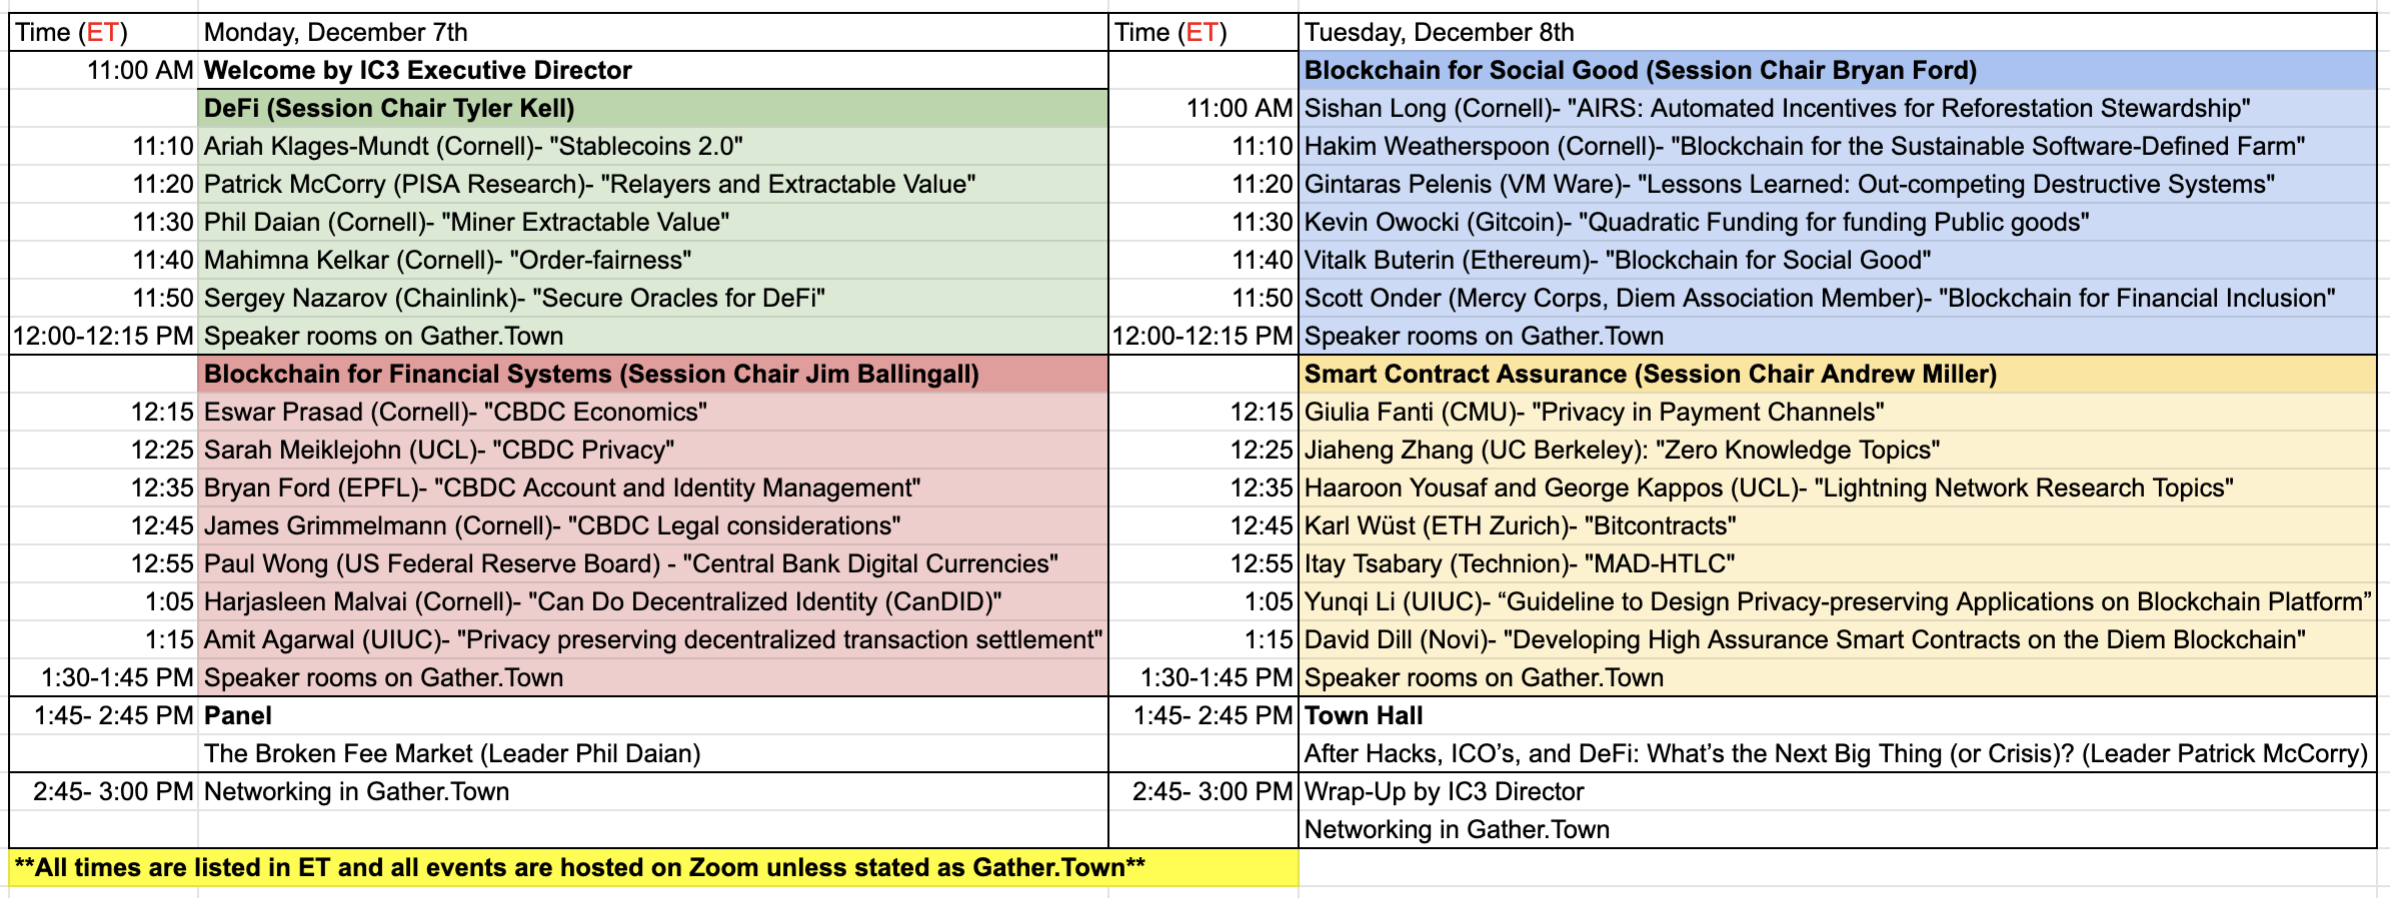 Time (ET) Monday, December 7th Time (ET) Tuesday, December 8th
11:00 AM Welcome by IC3 Executive Director Blockchain for Social Good (Session Chair Bryan Ford)
DeFi (Session Chair Tyler Kell) 11:00 AM Sishan Long (Cornell)- "AIRS: Automated Incentives for Reforestation Stewardship"
11:10 Ariah Klages-Mundt (Cornell)- "Stablecoins 2.0" 11:10 Hakim Weatherspoon (Cornell)- "Blockchain for the Sustainable Software-Defined Farm"
11:20 Patrick McCorry (PISA Research)- "Relayers and Extractable Value" 11:20 Gintaras Pelenis (VM Ware)- "Lessons Learned: Out-competing Destructive Systems"
11:30 Phil Daian (Cornell)- "Miner Extractable Value" 11:30 Kevin Owocki (Gitcoin)- "Quadratic Funding for funding Public goods"
11:40 Mahimna Kelkar (Cornell)- "Order-fairness" 11:40 Vitalk Buterin (Ethereum)- "Blockchain for Social Good"
11:50 Sergey Nazarov (Chainlink)- "Secure Oracles for DeFi" 11:50 Scott Onder (Mercy Corps, Diem Association Member)- "Blockchain for Financial Inclusion"
12:00-12:15 PM Speaker rooms on Gather.Town 12:00-12:15 PM Speaker rooms on Gather.Town
Blockchain for Financial Systems (Session Chair Jim Ballingall) Smart Contract Assurance (Session Chair Andrew Miller)
12:15 Eswar Prasad (Cornell)- "CBDC Economics" 12:15 Giulia Fanti (CMU)- "Privacy in Payment Channels"
12:25 Sarah Meiklejohn (UCL)- "CBDC Privacy" 12:25 Jiaheng Zhang (UC Berkeley): "Zero Knowledge Topics"
12:35 Bryan Ford (EPFL)- "CBDC Account and Identity Management" 12:35 Haaroon Yousaf and George Kappos (UCL)- "Lightning Network Research Topics"
12:45 James Grimmelmann (Cornell)- "CBDC Legal considerations" 12:45 Karl Wüst (ETH Zurich)- "Bitcontracts"
12:55 Paul Wong (US Federal Reserve Board) - "Central Bank Digital Currencies" 12:55 Itay Tsabary (Technion)- "MAD-HTLC"
1:05 Harjasleen Malvai (Cornell)- "Can Do Decentralized Identity (CanDID)" 1:05 Yunqi Li (UIUC)- “Guideline to Design Privacy-preserving Applications on Blockchain Platform”
1:15 Amit Agarwal (UIUC)- "Privacy preserving decentralized transaction settlement" 1:15 David Dill (Novi)- "Developing High Assurance Smart Contracts on the Diem Blockchain"
1:30-1:45 PM Speaker rooms on Gather.Town 1:30-1:45 PM Speaker rooms on Gather.Town
1:45- 2:45 PM Panel 1:45- 2:45 PM Town Hall
The Broken Fee Market (Leader Phil Daian) After Hacks, ICO’s, and DeFi: What’s the Next Big Thing (or Crisis)? (Leader Patrick McCorry)
2:45- 3:00 PM Networking in Gather.Town 2:45- 3:00 PM Wrap-Up by IC3 Director
Networking in Gather.Town
**All times are listed in ET and all events are hosted on Zoom unless stated as Gather.Town**